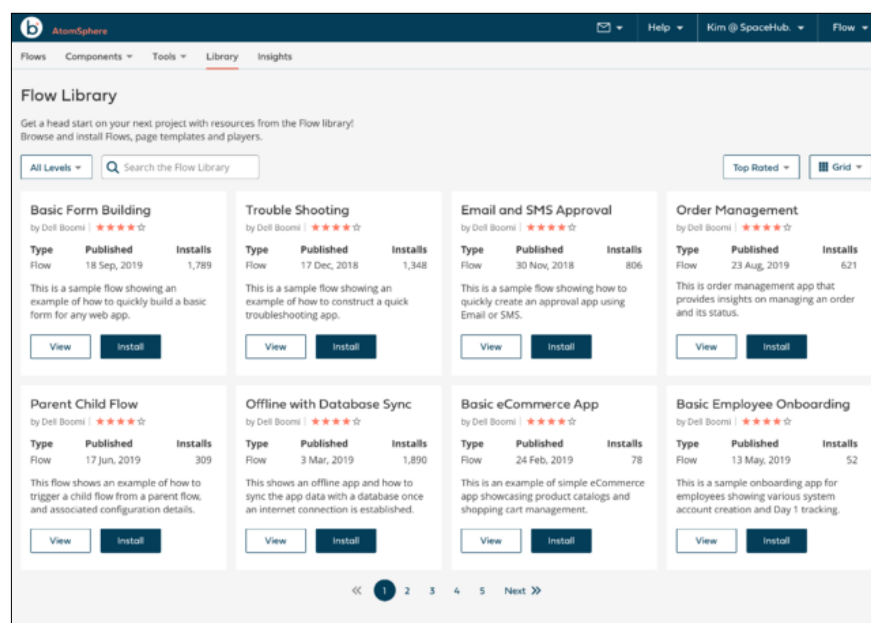 b AtomSphere Help Kim @ SpaceHub. Flow
Flows Components Tools Library Insights
Flow Library
Get a head start on your next project with resources from the Flow library!
Browse and install Flows, page templates and players.
All Levels Search the Flow Library Top Rated Grid
Basic Form Building
by Dell Boomi
Type Published Installs
Flow 18 Sep, 2019 1,789
This is a sample flow showing an
example of how to quickly build a basic
form for any web app.
View Install
Trouble Shooting
by Dell Boomi
Type Published Installs
Flow 17 Dec, 2018 1,348
This is a sample flow showing an
example of how to construct a quick
troubleshooting app.
View Install
Email and SMS Approval
by Dell Boomi
Type Published Installs
Flow 30 Nov, 2018 806
This is a sample flow showing how to
quickly create an approval app using
Email or SMS.
View Install
Order Management
by Dell Boomi
Type Published Installs
Flow 23 Aug, 2019 621
This is order management app that
provides insights on managing an order
and its status.
View Install
Parent Child Flow
by Dell Boomi
Type Published Installs
Flow 17 Jun, 2019 309
This flow shows an example of how to
trigger a child flow from a parent flow,
and associated configuration details.
View Install
Offline with Database Sync
by Dell Boomi
Type Published Installs
Flow 3 Mar, 2019 1,890
This shows an offline app and how to
sync the app data with a database once
an internet connection is established.
View Install
Basic eCommerce App
by Dell Boomi
Type Published Installs
Flow 24 Feb, 2019 78
This is an example of simple eCommerce
app showcasing product catalogs and
shopping cart management.
View Install
Basic Employee Onboarding
by Dell Boomi
Type Published Installs
Flow 13 May, 2019 52
This is a sample onboarding app for
employees showing various system
account creation and Day 1 tracking.
View Install
« 1 2 3 4 5 Next »